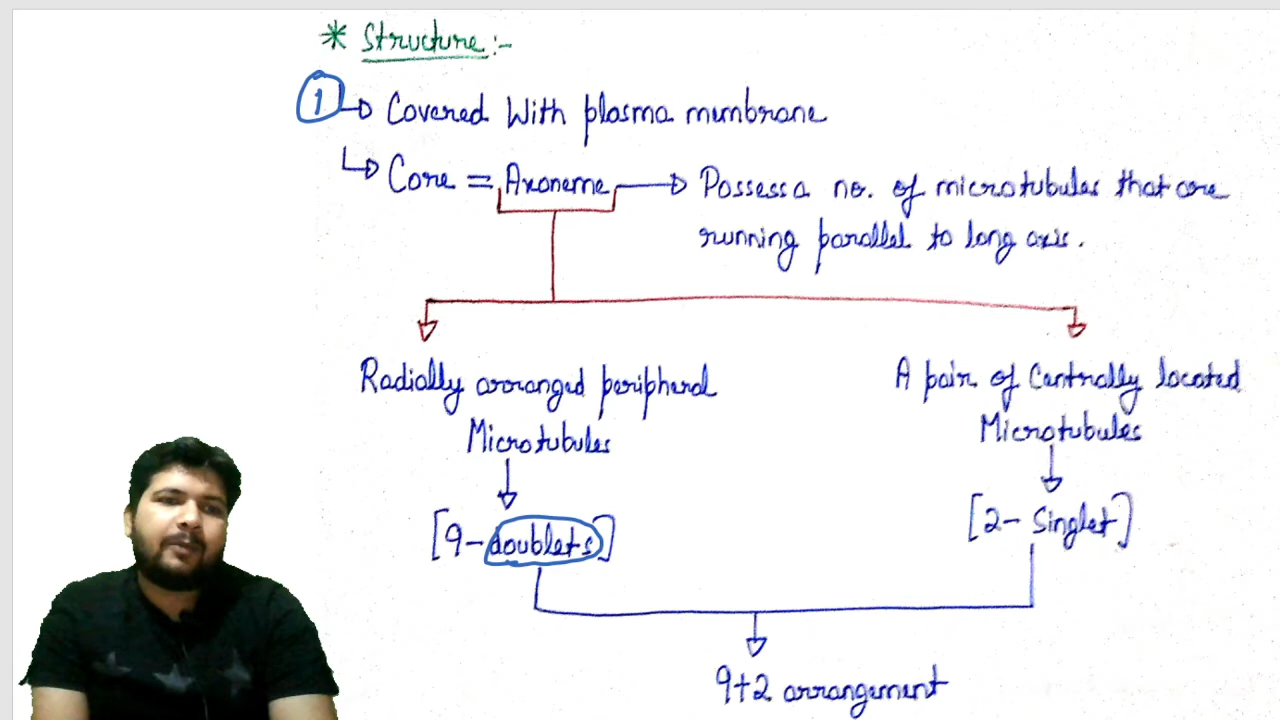 * Structure:-
1 → Covered With plasma membrane
↳ Core = Axoneme → Possess a no. of microtubules that are
running parallel to long axis.
Radially arranged peripheral
Microtubules
A pair of Centrally located
Microtubules
[9-doublets]
[2-Singlet]
9+2 arrangement